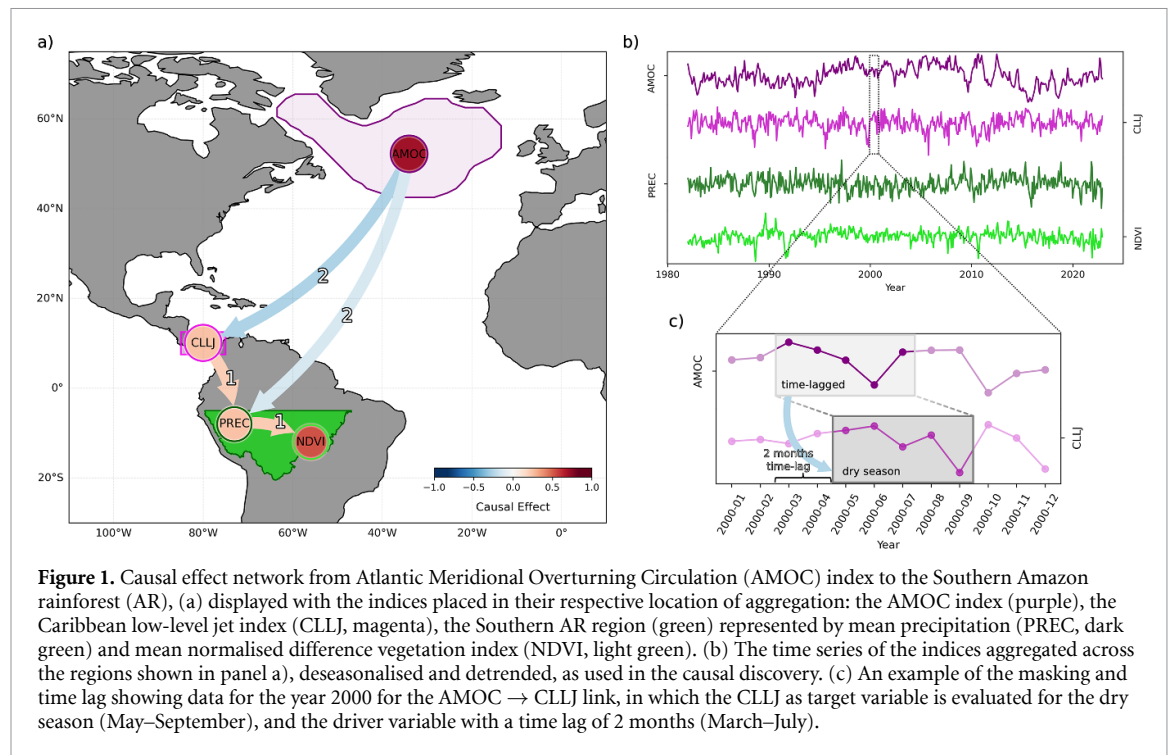 a)
60°N
40°N
20°N
0°
20°S
100°W
80°W
60°W
40°W
20°W
0°
AMOC
2
2
CLLJ
1
PREC
1
NDVI
−1.0
−0.5
0.0
0.5
1.0
Causal Effect
b)
AMOC
CLLJ
PREC
NDVI
1980
1990
2000
2010
2020
Year
c)
AMOC
CLLJ
time-lagged
2 months
time-lag
dry season
2000-01
2000-02
2000-03
2000-04
2000-05
2000-06
2000-07
2000-08
2000-09
2000-10
2000-11
2000-12
Year
Figure 1. Causal effect network from Atlantic Meridional Overturning Circulation (AMOC) index to the Southern Amazon
rainforest (AR), (a) displayed with the indices placed in their respective location of aggregation: the AMOC index (purple), the
Caribbean low-level jet index (CLLJ, magenta), the Southern AR region (green) represented by mean precipitation (PREC, dark
green) and mean normalised difference vegetation index (NDVI, light green). (b) The time series of the indices aggregated across
the regions shown in panel a), deseasonalised and detrended, as used in the causal discovery. (c) An example of the masking and
time lag showing data for the year 2000 for the AMOC → CLLJ link, in which the CLLJ as target variable is evaluated for the dry
season (May–September), and the driver variable with a time lag of 2 months (March–July).